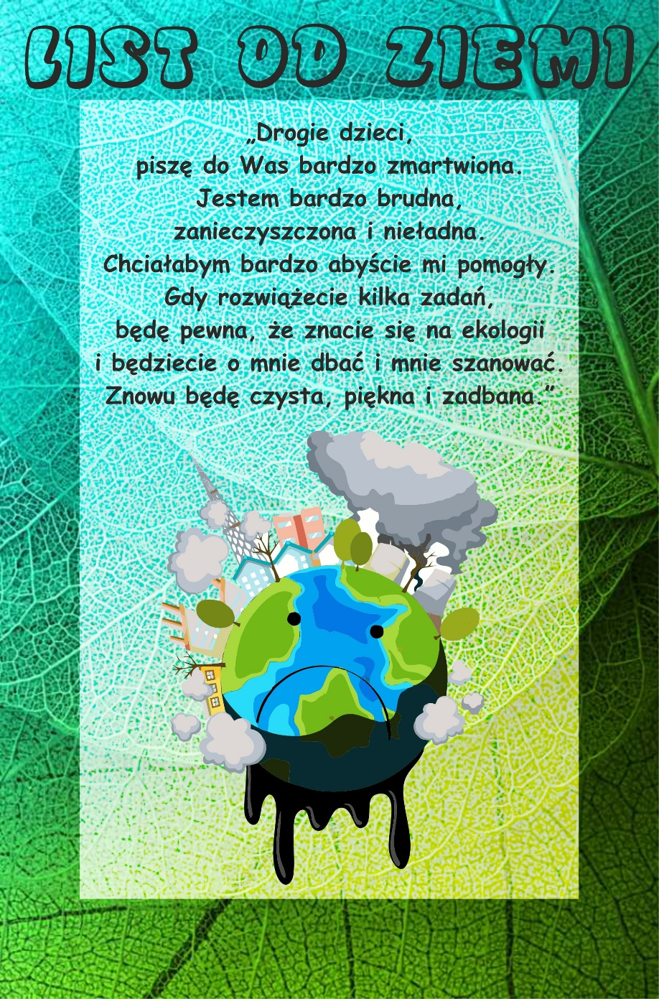 LIST OD ZIEMI
„Drogie dzieci,
piszę do Was bardzo zmartwiona.
Jestem bardzo brudna,
zanieczyszczona i nieładna.
Chciałabym bardzo abyście mi pomogły.
Gdy rozwiążecie kilka zadań,
będę pewna, że znacie się na ekologii
i będziecie o mnie dbać i mnie szanować.
Znowu będę czysta, piękna i zadbana.”